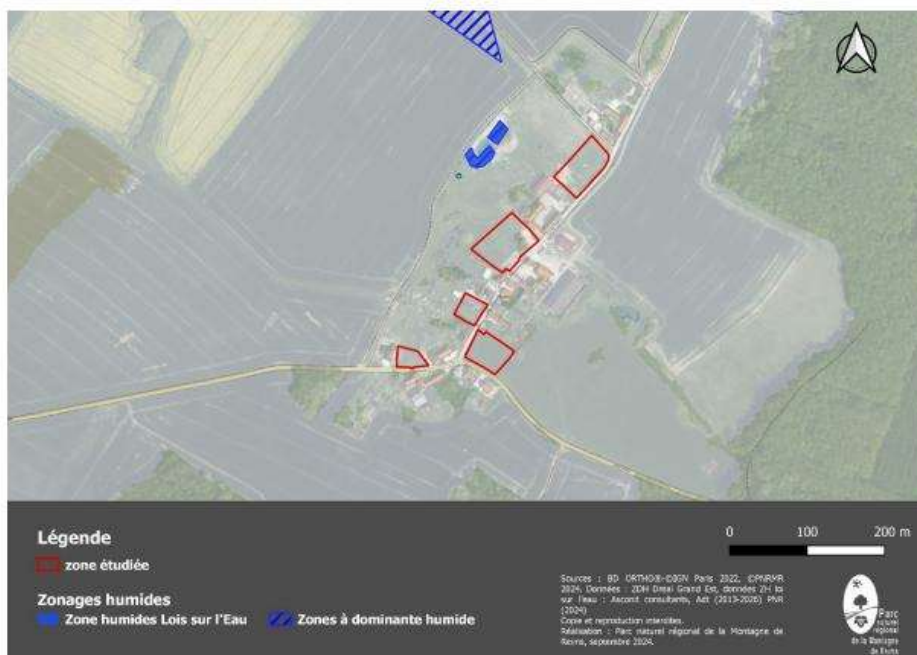 Légende
zone étudiée
Zonages humides
Zone humides Lois sur l'Eau
Zones à dominante humide
0 100 200 m
Sources : BD ORTHO®-©IGN Paris 2022, ©PNRMR
2024. Données : ZDH Dreal Grand Est, données ZH loi
sur l'eau : Asconit consultants, Adt (2013-2026) PNR
(2024)
Copie et reproduction interdites.
Réalisation : Parc naturel régional de la Montagne de
Reims, septembre 2024.
Parc
naturel
régional
de la Montagne
de Reims